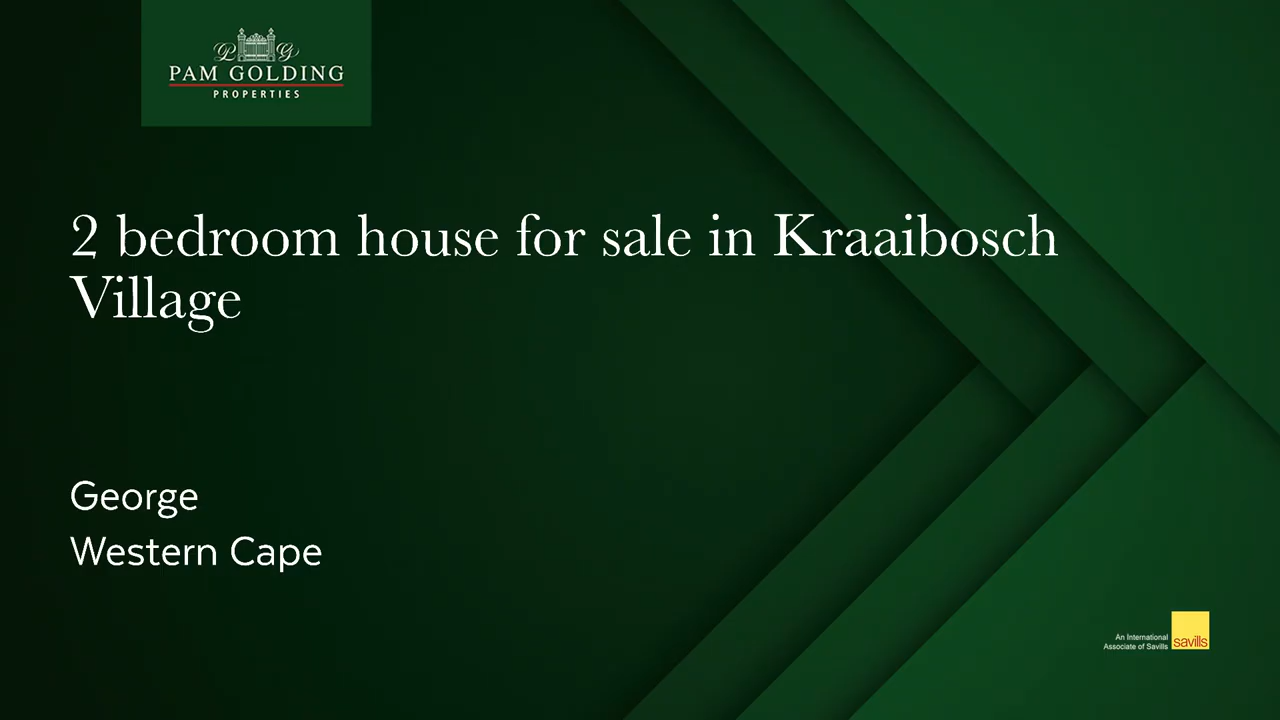 P G
PAM GOLDING
PROPERTIES
2 bedroom house for sale in Kraaibosch
Village
George
Western Cape
An International
Associate of Savills
savills